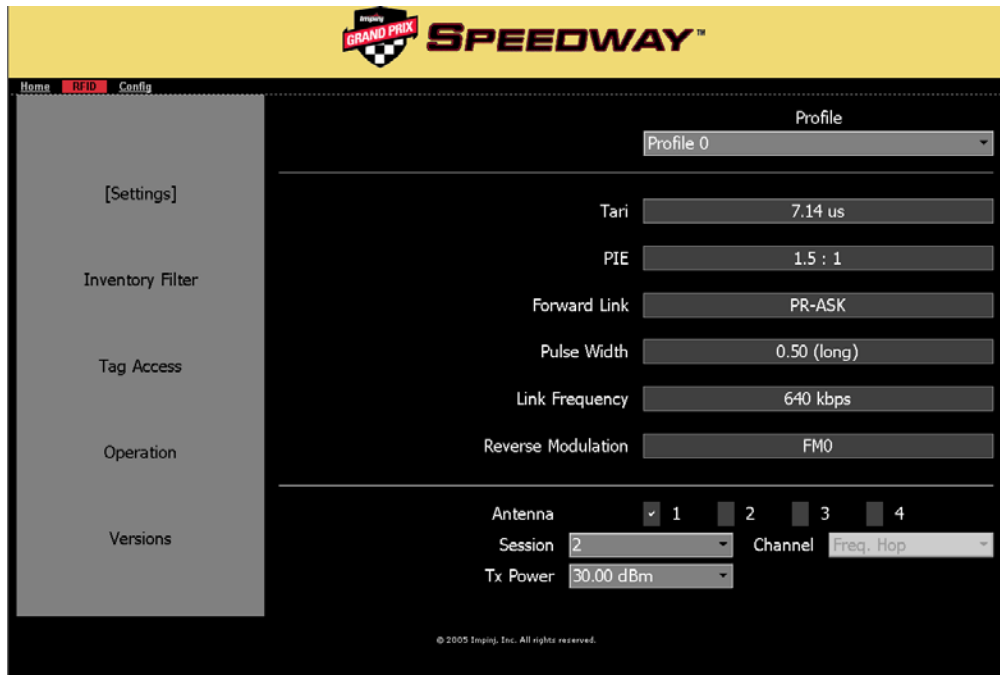 Impinj
GRAND PRIX
SPEEDWAY™
Home RFID Config
Profile
Profile 0
[Settings]
Inventory Filter
Tag Access
Operation
Versions
Tari 7.14 us
PIE 1.5 : 1
Forward Link PR-ASK
Pulse Width 0.50 (long)
Link Frequency 640 kbps
Reverse Modulation FM0
Antenna 1 2 3 4
Session 2 Channel Freq. Hop
Tx Power 30.00 dBm
© 2005 Impinj, Inc. All rights reserved.